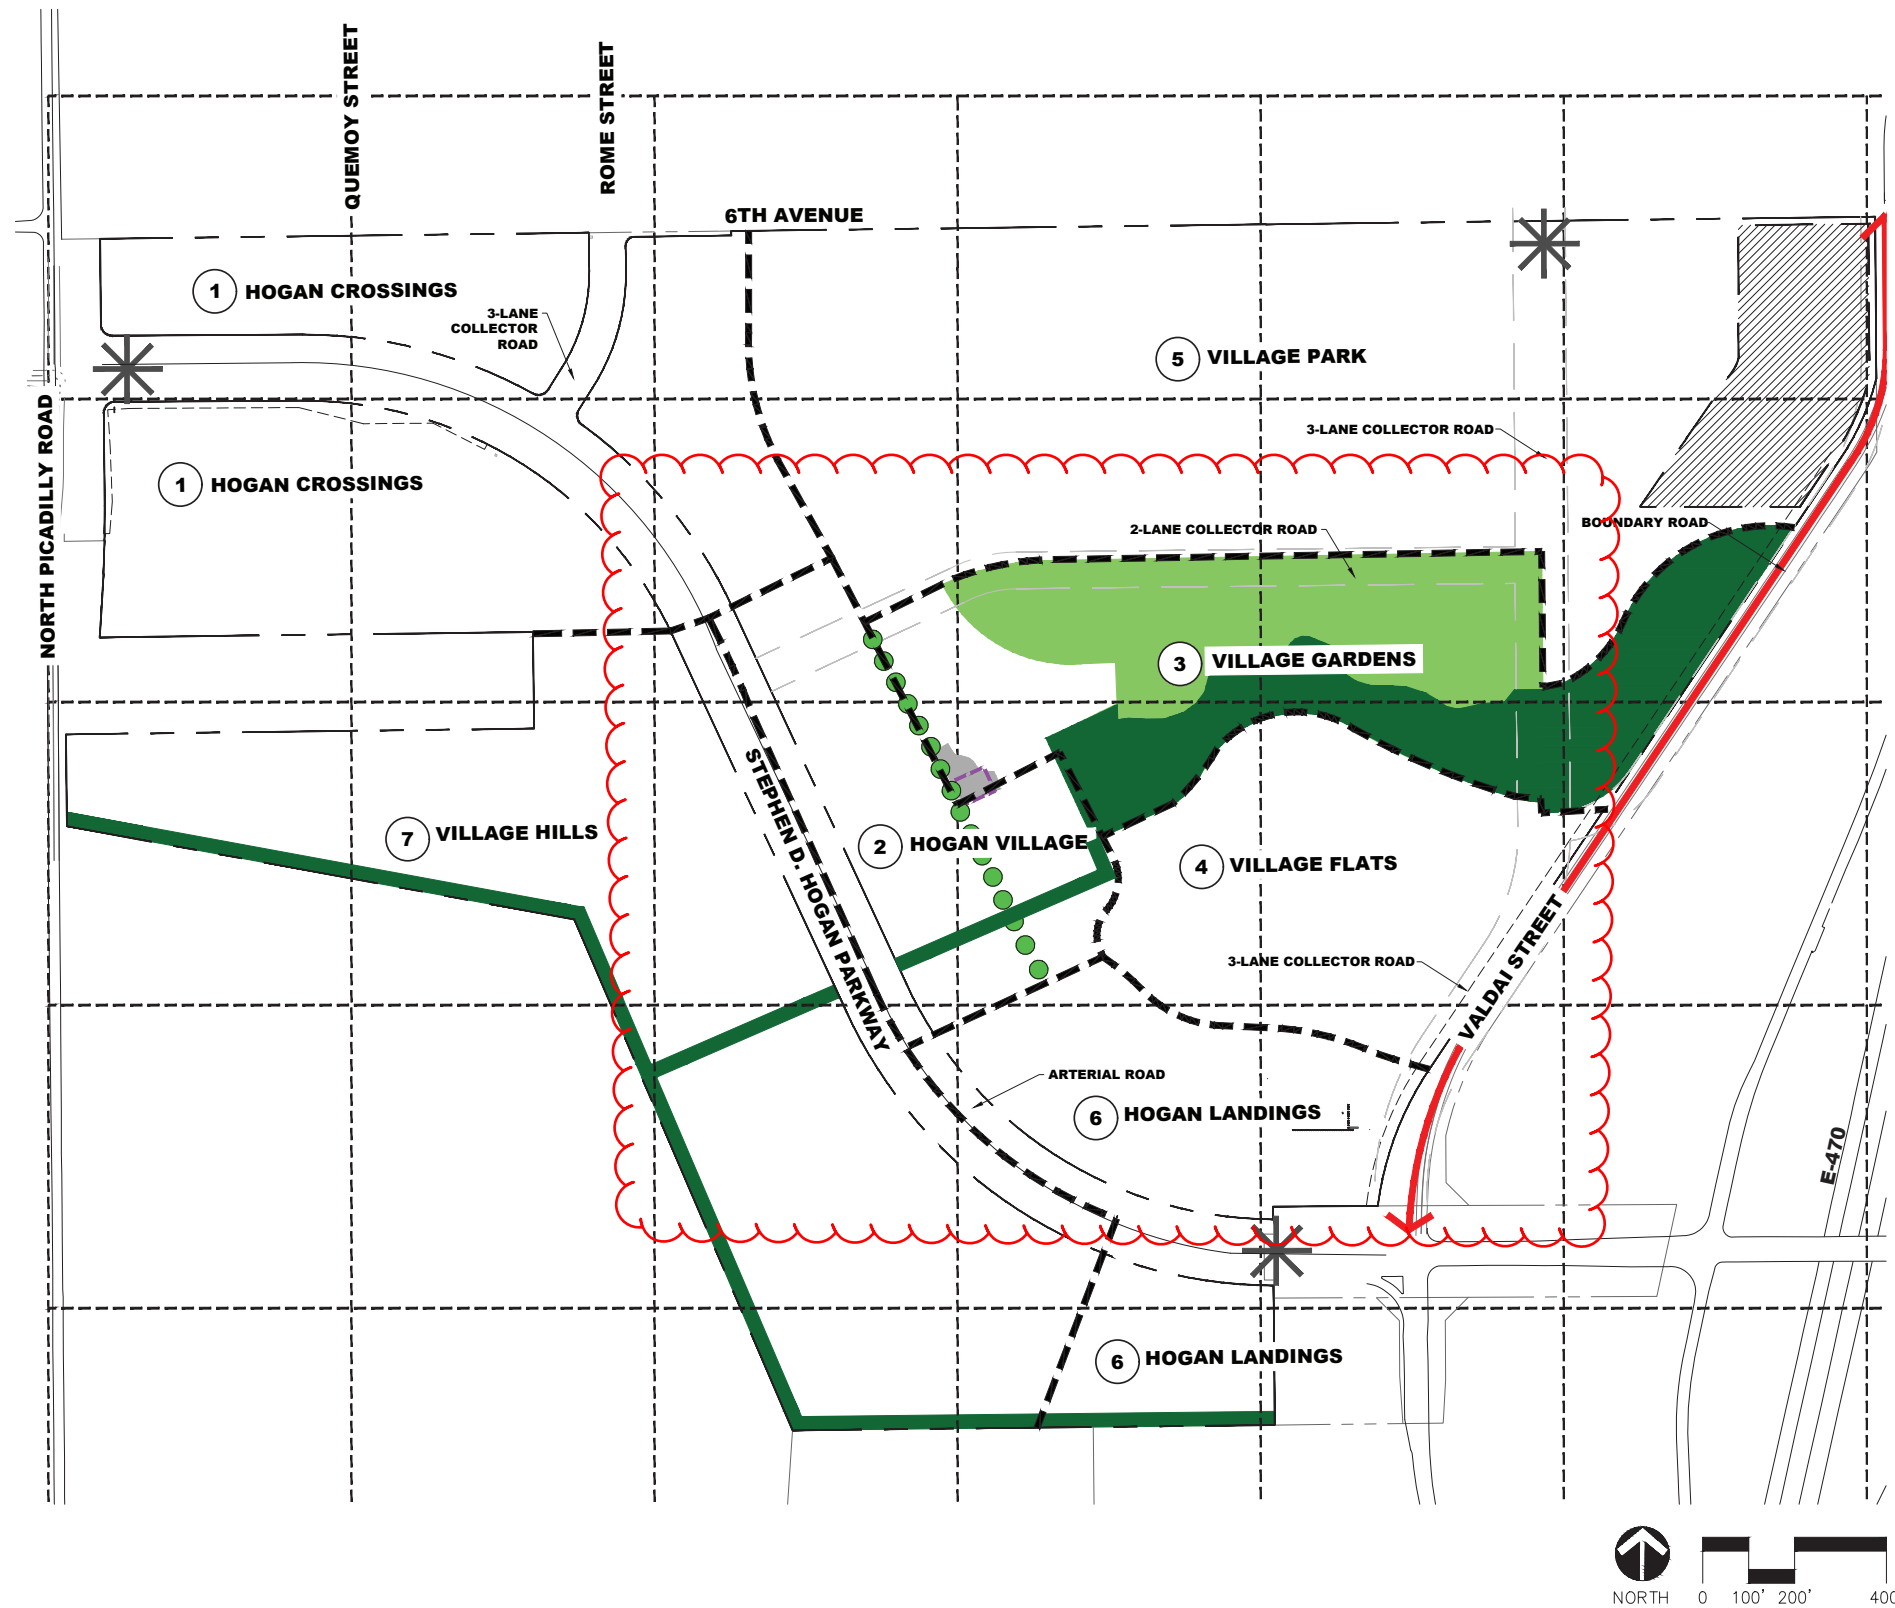 QUEMOY STREET
ROME STREET
6TH AVENUE
1 HOGAN CROSSINGS
3-LANE
COLLECTOR
ROAD
5 VILLAGE PARK
NORTH PICADILLY ROAD
3-LANE COLLECTOR ROAD
1 HOGAN CROSSINGS
2-LANE COLLECTOR ROAD
BOUNDARY ROAD
3 VILLAGE GARDENS
STEPHEN D. HOGAN PARKWAY
7 VILLAGE HILLS
2 HOGAN VILLAGE
4 VILLAGE FLATS
3-LANE COLLECTOR ROAD
VALDAI STREET
ARTERIAL ROAD
6 HOGAN LANDINGS
E-470
6 HOGAN LANDINGS
NORTH
0 100' 200' 400